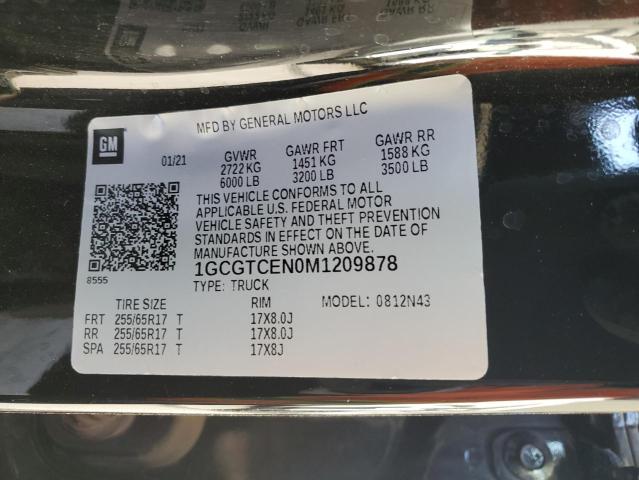 MFD BY GENERAL MOTORS LLC
GM
01/21 GVWR GAWR FRT GAWR RR
2722 KG 1451 KG 1588 KG
6000 LB 3200 LB 3500 LB
THIS VEHICLE CONFORMS TO ALL
APPLICABLE U.S. FEDERAL MOTOR
VEHICLE SAFETY AND THEFT PREVENTION
STANDARDS IN EFFECT ON THE DATE OF
MANUFACTURE SHOWN ABOVE.
8555
1GCGTCEN0M1209878
TYPE: TRUCK
TIRE SIZE RIM MODEL: 0812N43
FRT 255/65R17 T 17X8.0J
RR 255/65R17 T 17X8.0J
SPA 255/65R17 T 17X8J